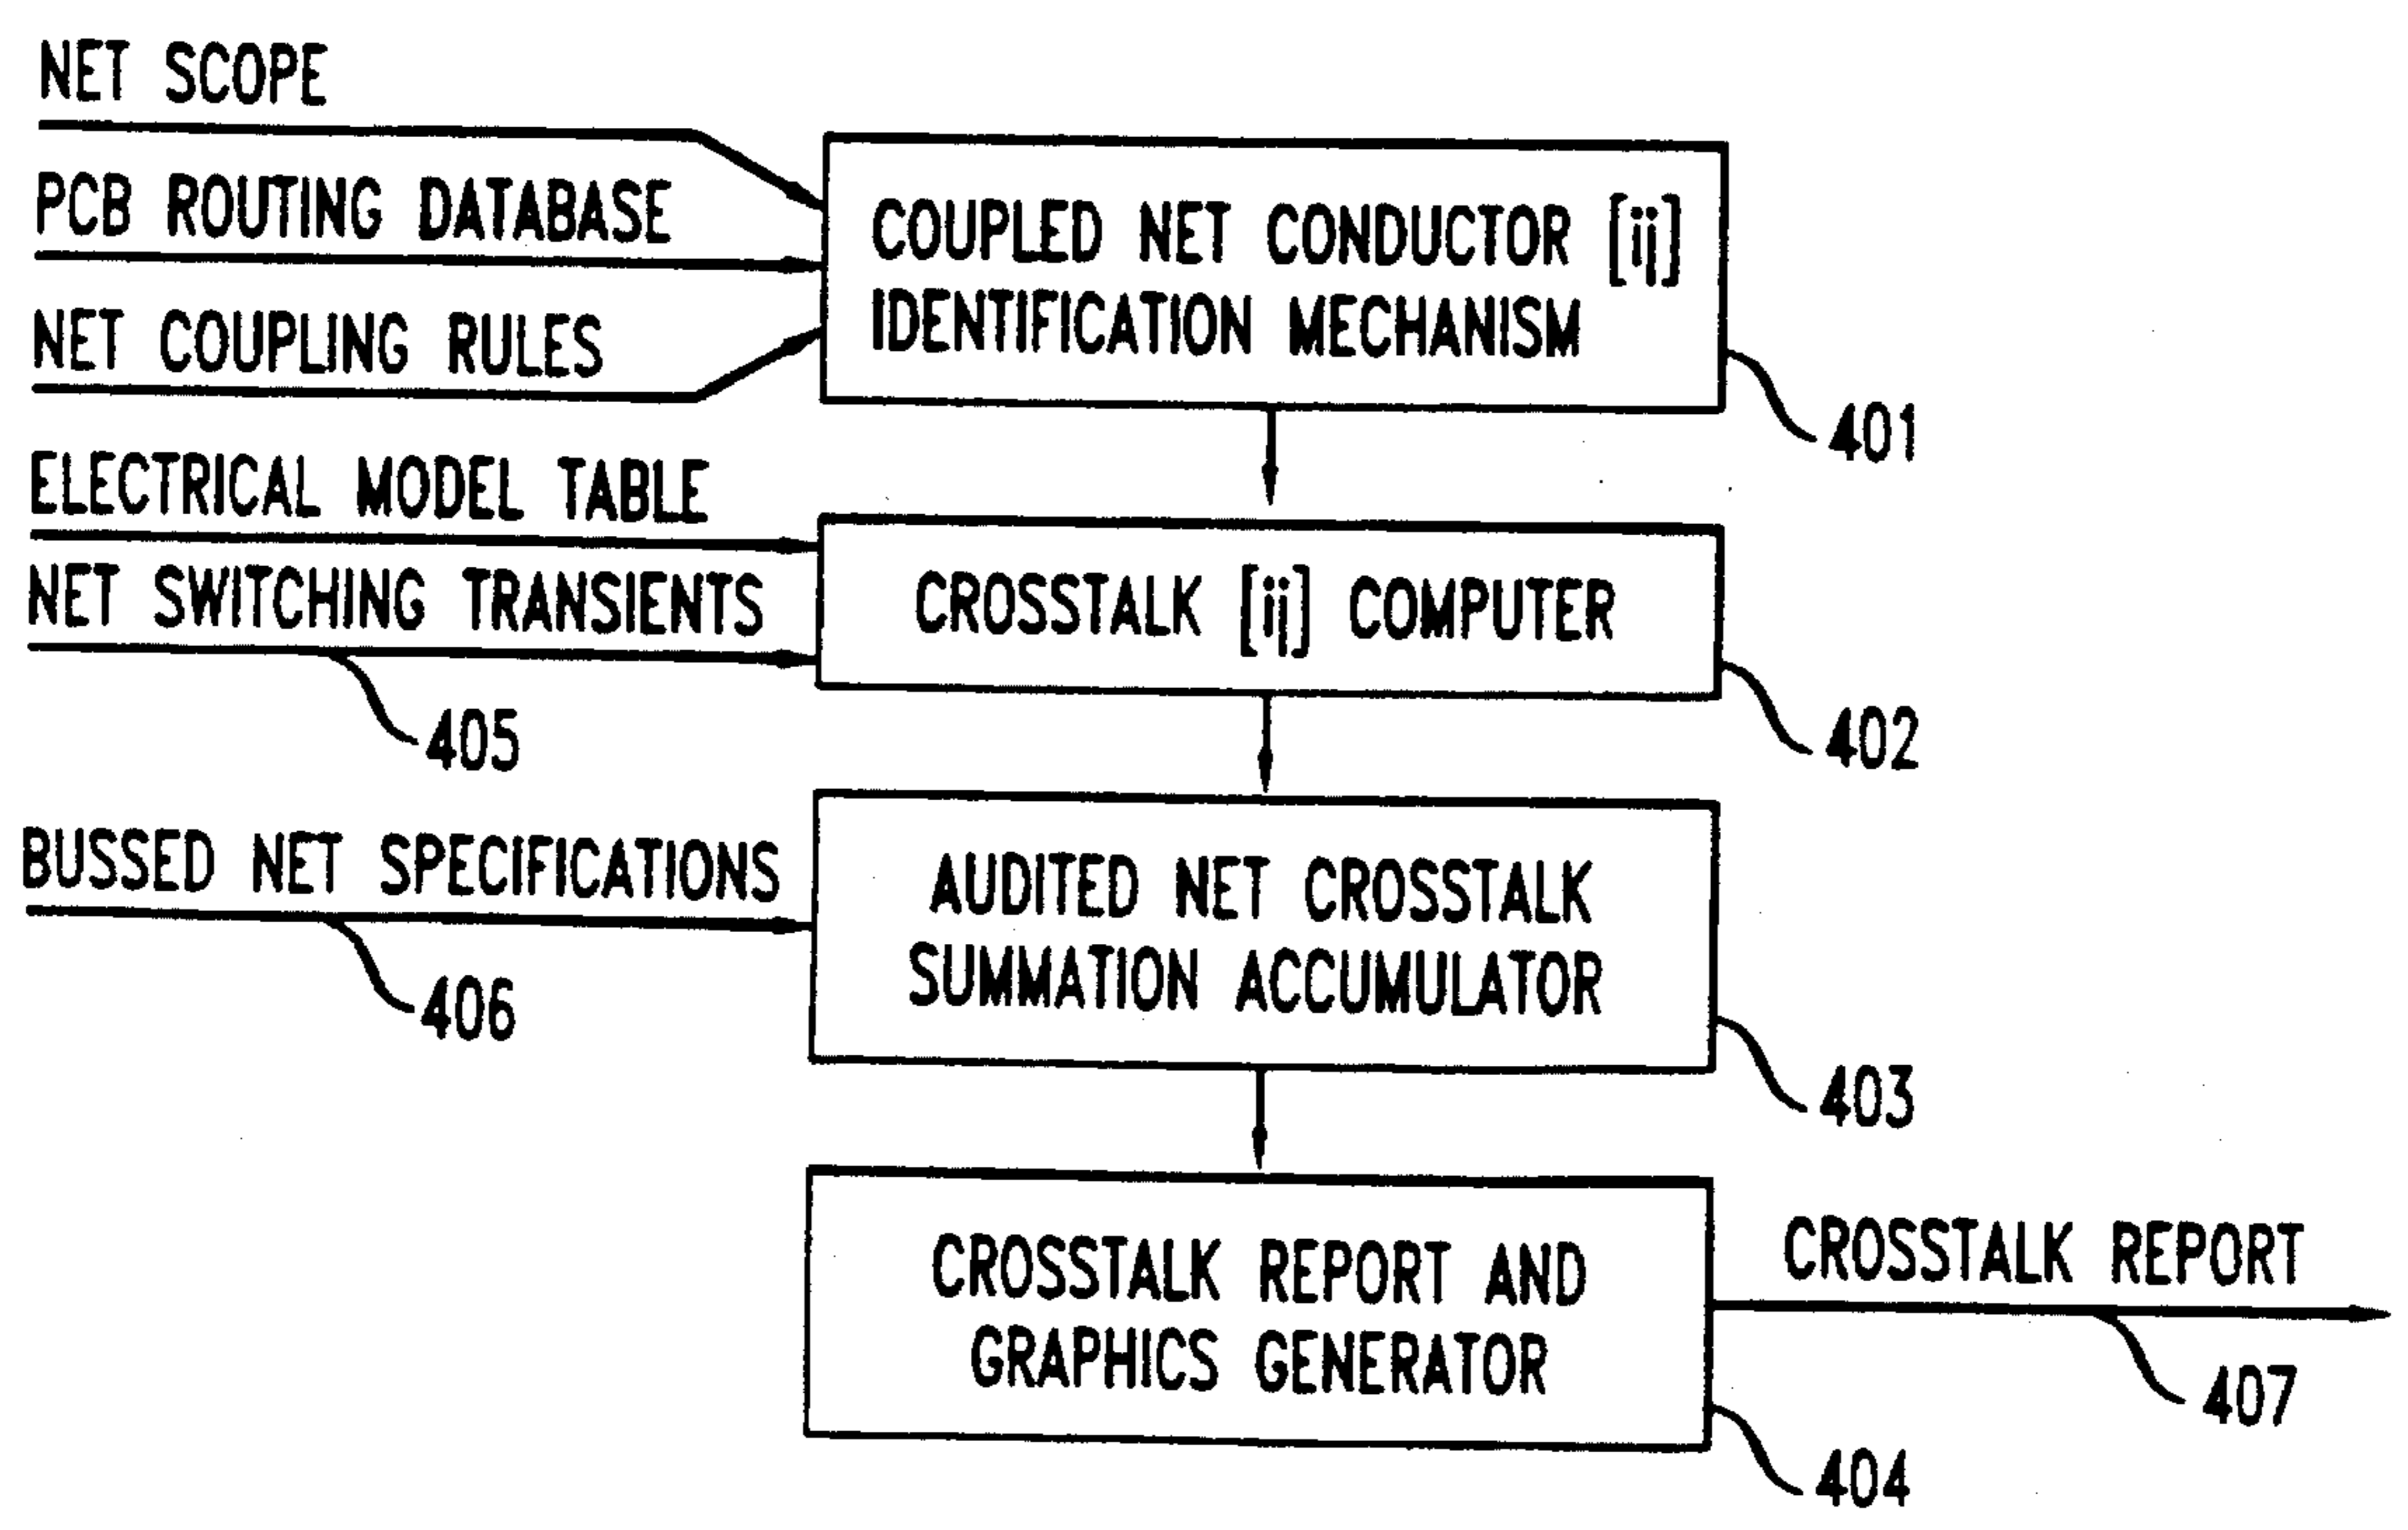 NET SCOPE
PCB ROUTING DATABASE
NET COUPLING RULES
COUPLED NET CONDUCTOR [ij]
IDENTIFICATION MECHANISM
401
ELECTRICAL MODEL TABLE
NET SWITCHING TRANSIENTS
405
CROSSTALK [ij] COMPUTER
402
BUSSED NET SPECIFICATIONS
406
AUDITED NET CROSSTALK
SUMMATION ACCUMULATOR
403
CROSSTALK REPORT AND
GRAPHICS GENERATOR
404
CROSSTALK REPORT
407